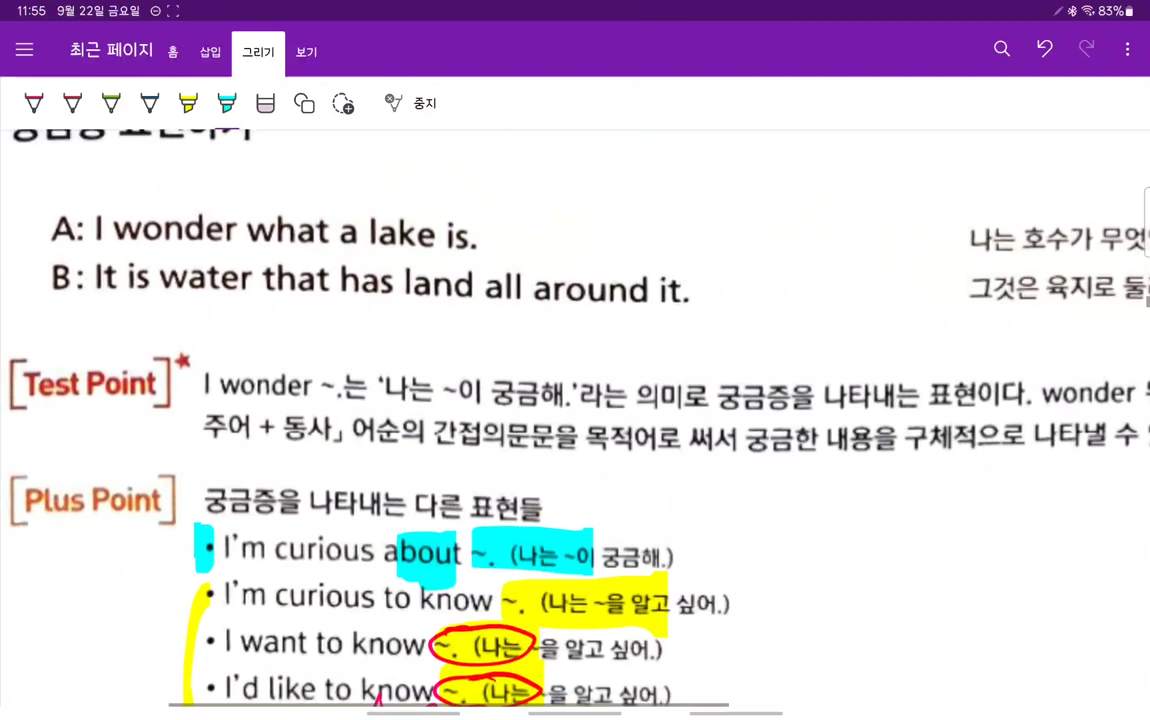 11:55 9월 22일 금요일 83%
최근 페이지 홈 삽입 그리기 보기
중지
A: I wonder what a lake is. 나는 호수가
B: It is water that has land all around it. 그것은 육지로
[Test Point]* I wonder ~.는 '나는 ~이 궁금해.'라는 의미로 궁금증을 나타내는 표현이다. wonder
주어 + 동사」 어순의 간접의문문을 목적어로 써서 궁금한 내용을 구체적으로 나타낼 수
[Plus Point] 궁금증을 나타내는 다른 표현들
• I'm curious about ~. (나는 ~이 궁금해.)
• I'm curious to know ~. (나는 ~을 알고 싶어.)
• I want to know ~. (나는 ~을 알고 싶어.)
• I'd like to know ~. (나는 ~을 알고 싶어.)